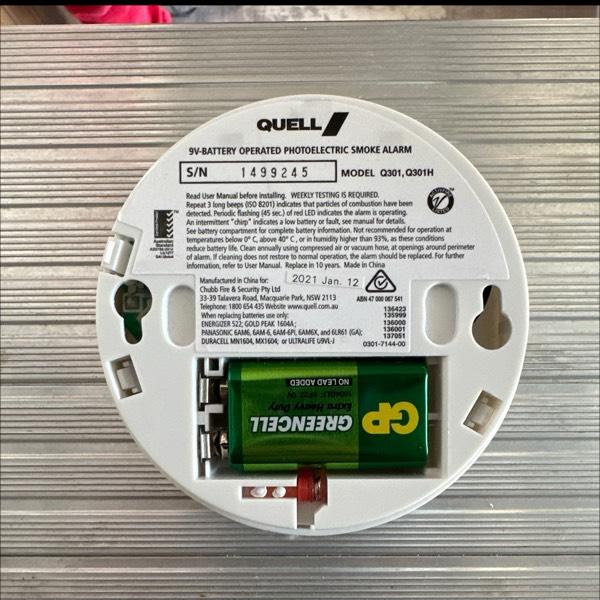 QUELL
9V-BATTERY OPERATED PHOTOELECTRIC SMOKE ALARM
S/N 1499245 MODEL Q301, Q301H
Read User Manual before installing. WEEKLY TESTING IS REQUIRED.
Repeat 3 long beeps (ISO 8201) indicates that particles of combustion have been
detected. Periodic flashing (45 sec.) of red LED indicates the alarm is operating.
An intermittent "chirp" indicates a low battery or fault, see manual for details.
See battery compartment for complete battery information. Not recommended for operation at
temperatures below 0° C, above 40° C, or in humidity higher than 93%, as these conditions
reduce battery life. Clean annually using compressed air or vacuum hose, at openings around perimeter
of alarm. If cleaning does not restore to normal operation, the alarm should be replaced. For further
information, refer to User Manual. Replace in 10 years. Made in China
Australian
Standard
Manufactured in China for:
Chubb Fire & Security Pty Ltd
2021 Jan. 12
33-39 Talavera Road, Macquarie Park, NSW 2113
Telephone: 1800 654 435 Website www.quell.com.au
ABN 47 000 067 541
When replacing batteries use only:
ENERGIZER 522; GOLD PEAK 1604A;
PANASONIC 6AM6, 6AM-6, 6AM-6PI, 6AM6X, and 6LR61 (GA);
DURACELL MN1604, MX1604; or ULTRALIFE U9VL-J
136423
135999
136000
136001
137051
0301-7144-00
GP
GREENCELL
Extra Heavy Duty
1604GLF 6F22 9V
NO LEAD ADDED